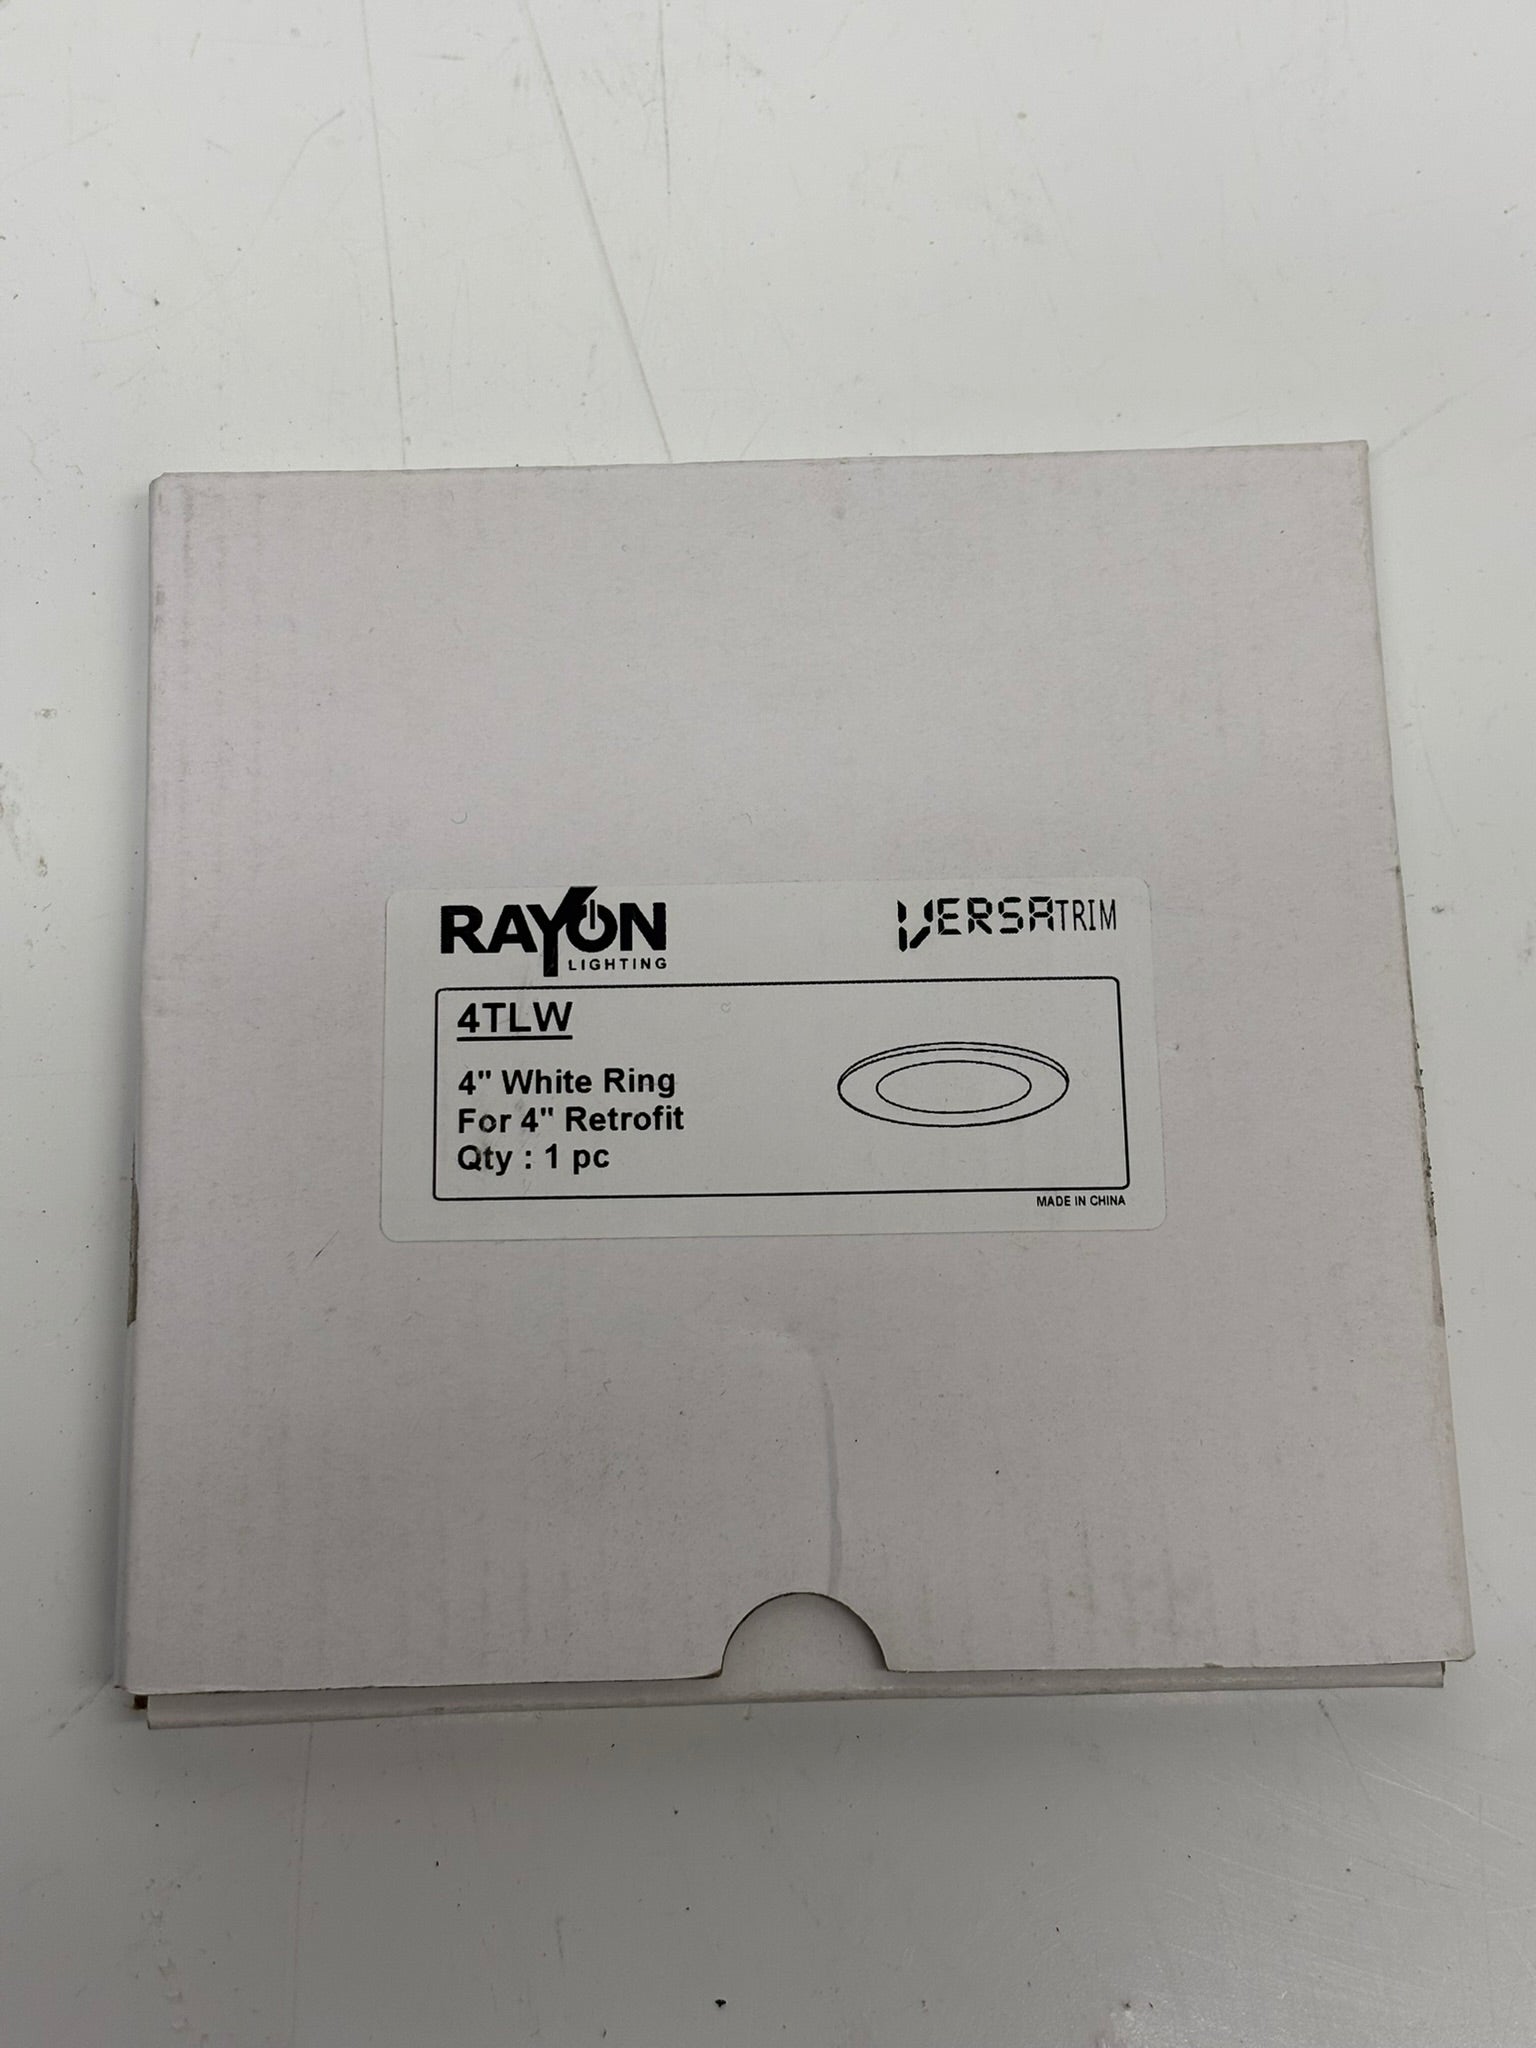 RAYON
LIGHTING
VERSATRIM
4TLW
4" White Ring
For 4" Retrofit
Qty : 1 pc
MADE IN CHINA